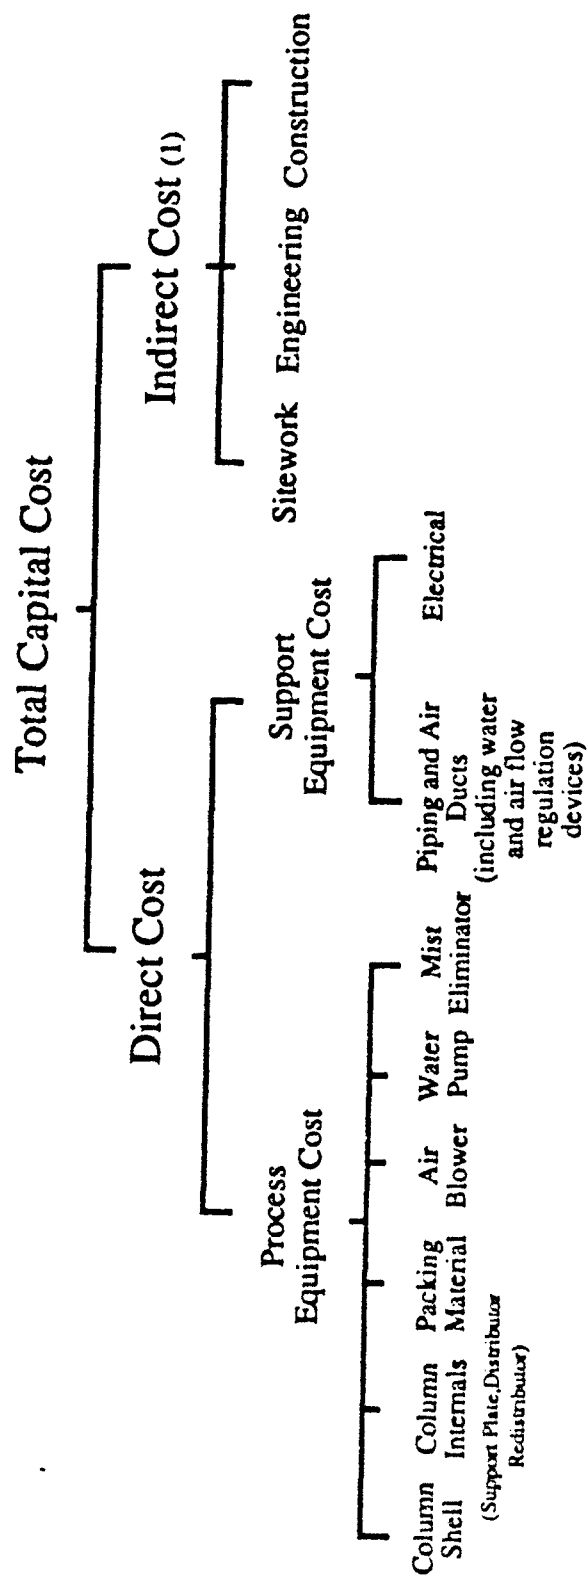 Total Capital Cost
Direct Cost
Indirect Cost (1)
Process
Equipment Cost
Support
Equipment Cost
Sitework
Engineering
Construction
Column
Shell
Column
Internals
(Support Plate,Distributor
Redistributor)
Packing
Material
Air
Blower
Water
Pump
Mist
Eliminator
Piping and Air
Ducts
(including water
and air flow
regulation
devices)
Electrical